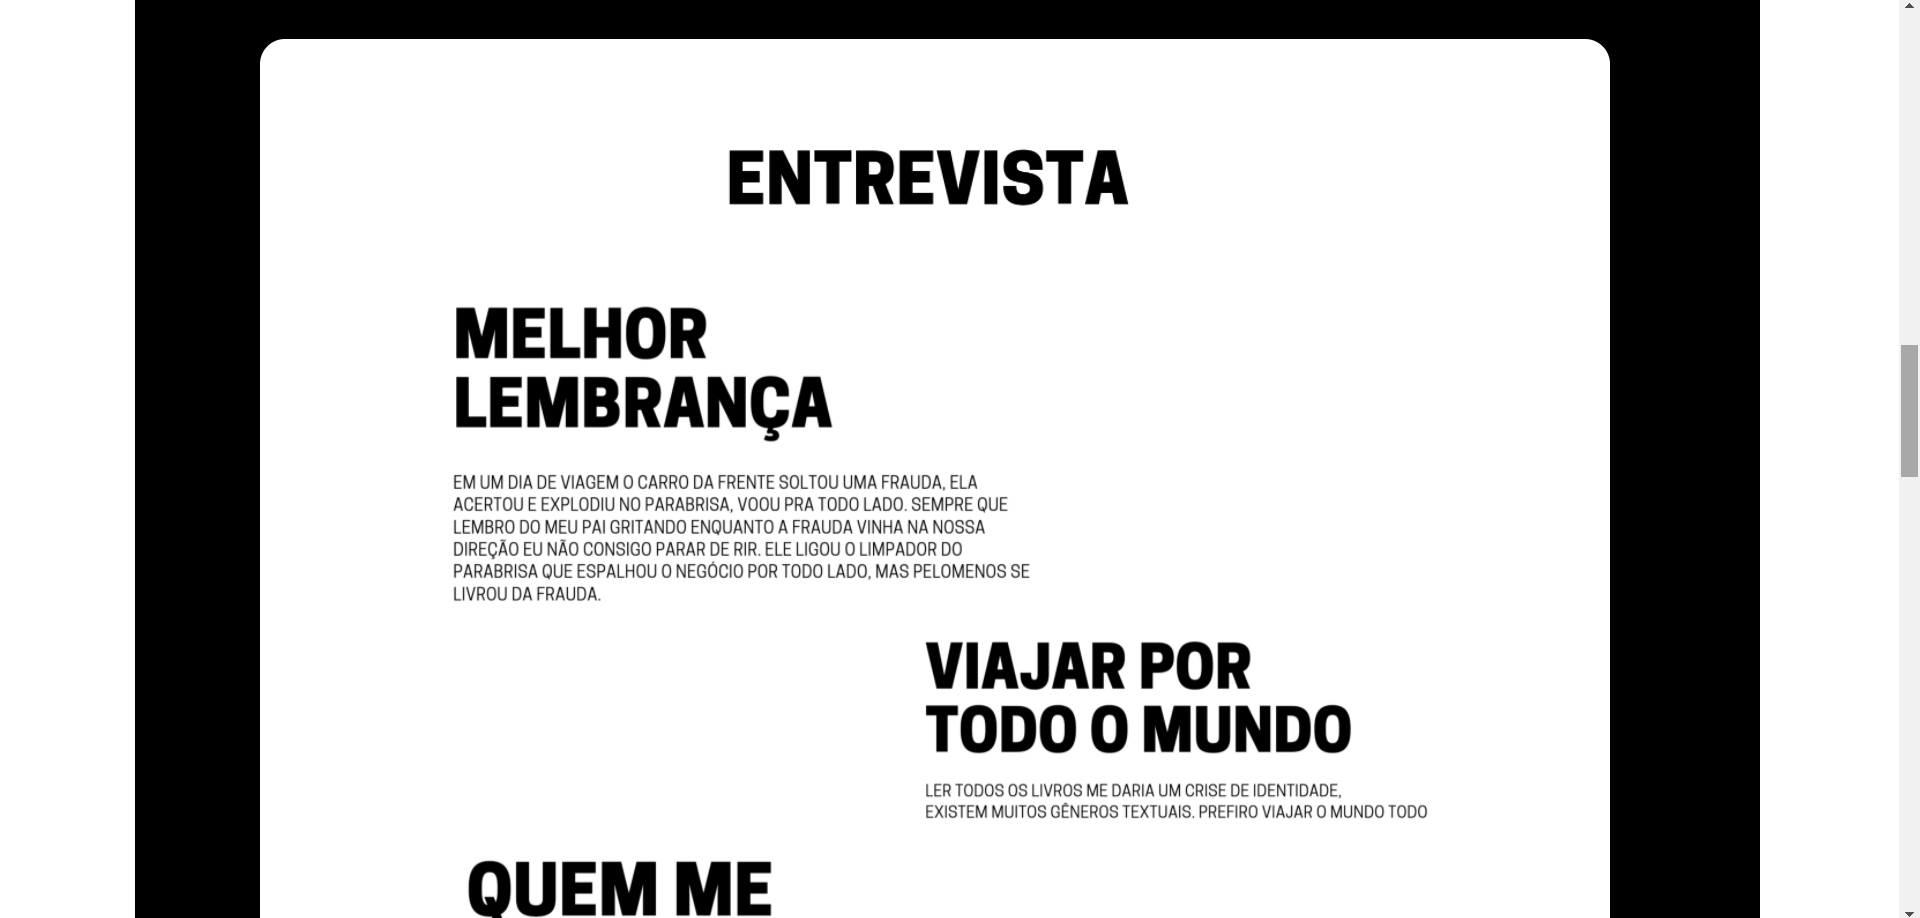 ENTREVISTA
MELHOR
LEMBRANÇA
EM UM DIA DE VIAGEM O CARRO DA FRENTE SOLTOU UMA FRAUDA, ELA
ACERTOU E EXPLODIU NO PARABRISA, VOOU PRA TODO LADO. SEMPRE QUE
LEMBRO DO MEU PAI GRITANDO ENQUANTO A FRAUDA VINHA NA NOSSA
DIREÇÃO EU NÃO CONSIGO PARAR DE RIR. ELE LIGOU O LIMPADOR DO
PARABRISA QUE ESPALHOU O NEGÓCIO POR TODO LADO, MAS PELOMENOS SE
LIVROU DA FRAUDA.
VIAJAR POR
TODO O MUNDO
LER TODOS OS LIVROS ME DARIA UM CRISE DE IDENTIDADE,
EXISTEM MUITOS GÊNEROS TEXTUAIS. PREFIRO VIAJAR O MUNDO TODO
QUEM ME